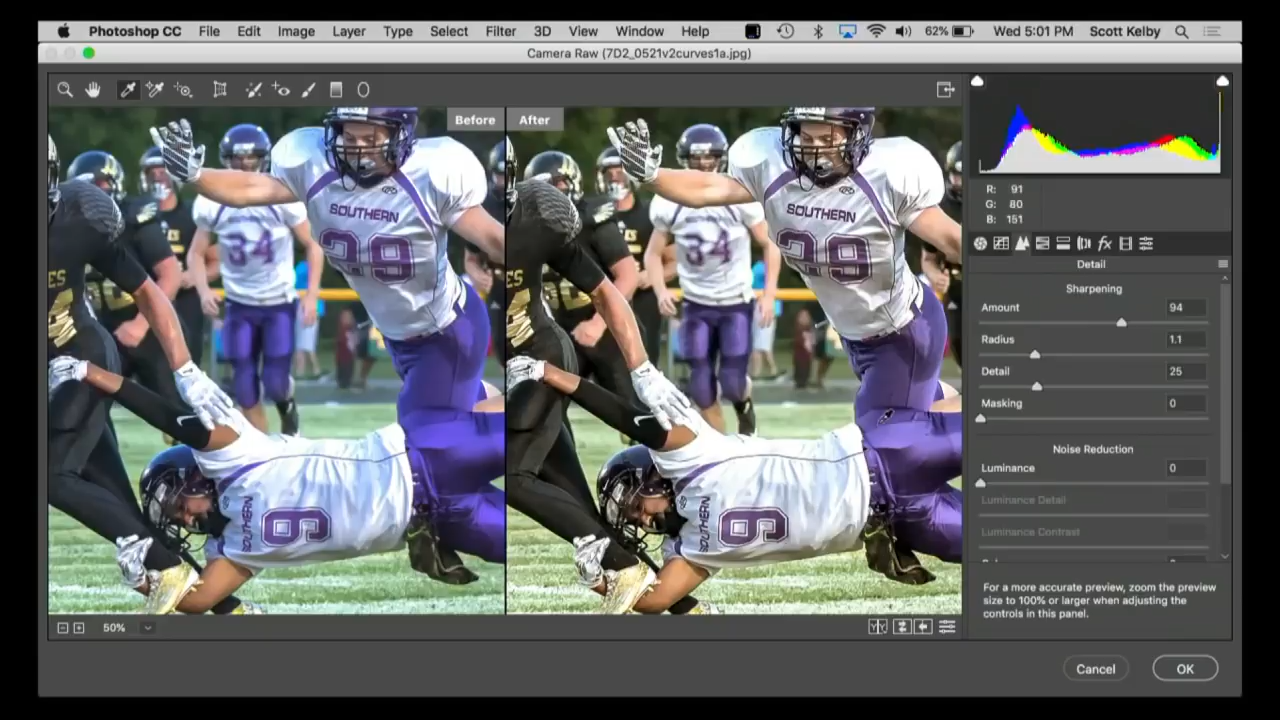 Photoshop CC File Edit Image Layer Type Select Filter 3D View Window Help 62% Wed 5:01 PM Scott Kelby
Camera Raw (7D2_0521v2curves1a.jpg)
Before After
R: 91
G: 80
B: 151
fx
Detail
Sharpening
Amount 94
Radius 1.1
Detail 25
Masking 0
Noise Reduction
Luminance 0
Luminance Detail
Luminance Contrast
For a more accurate preview, zoom the preview
size to 100% or larger when adjusting the
controls in this panel.
50%
Cancel OK
SOUTHERN
29
34
SOUTHERN
9
SOUTHERN
29
34
SOUTHERN
9